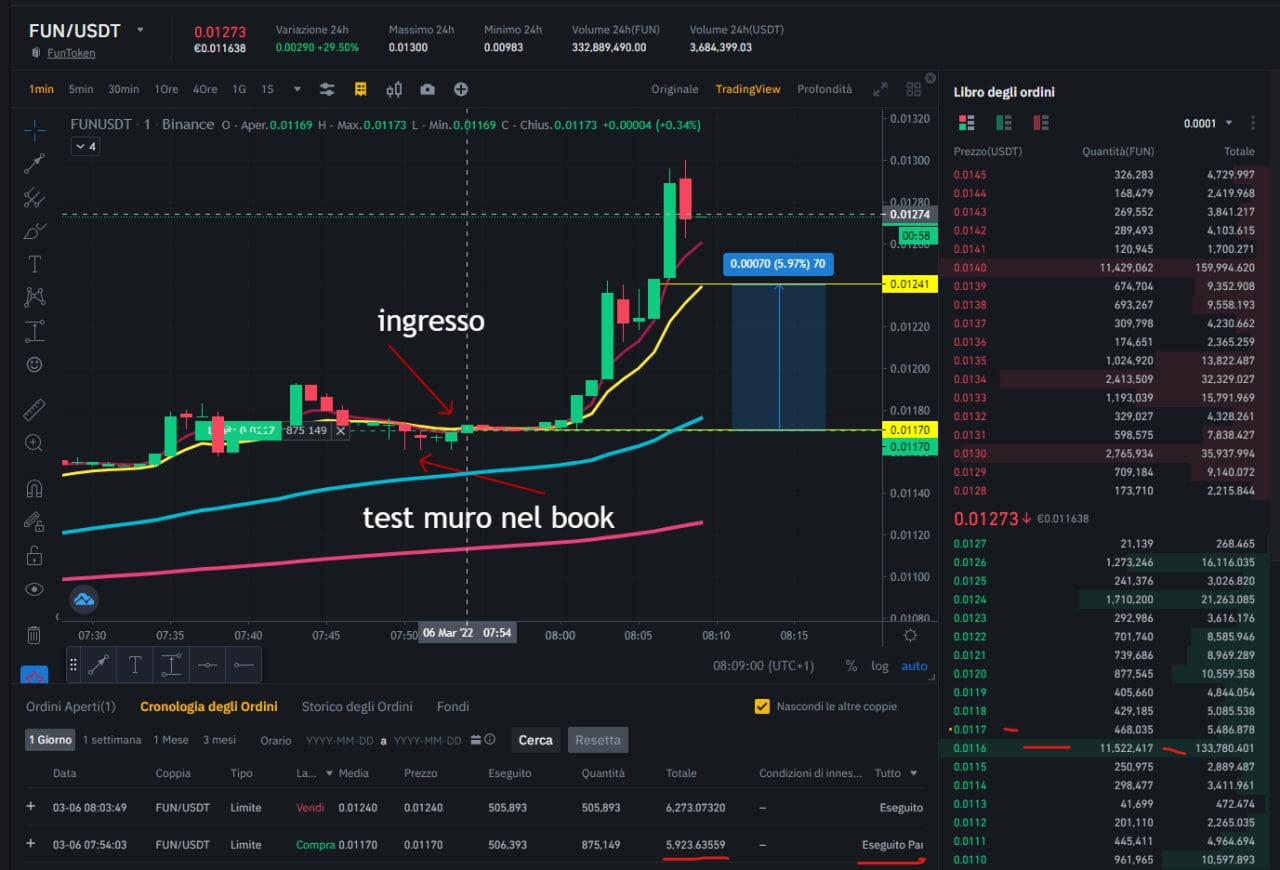 FUN/USDT
FunToken
0.01273
€0.011638
Variazione 24h
0.00290 +29.50%
Massimo 24h
0.01300
Minimo 24h
0.00983
Volume 24h(FUN)
332,889,490.00
Volume 24h(USDT)
3,684,399.03
1min 5min 30min 1Ore 4Ore 1G 1S
Originale TradingView Profondità
FUNUSDT · 1 · Binance O - Aper.0.01169 H - Max.0.01173 L - Min.0.01169 C - Chius.0.01173 +0.00004 (+0.34%)
4
0.01320
0.01300
0.01280
0.01274
00:58
0.01260
0.00070 (5.97%) 70
0.01241
ingresso
0.01220
0.01200
0.01180
875 149
0.01170
0.01170
test muro nel book
0.01140
0.01120
0.01100
0.01080
07:30 07:35 07:40 07:45 07:50 06 Mar '22 07:54 08:00 08:05 08:10 08:15
08:09:00 (UTC+1) % log auto
Ordini Aperti(1) Cronologia degli Ordini Storico degli Ordini Fondi
Nascondi le altre coppie
1 Giorno 1 settimana 1 Mese 3 mesi Orario YYYY-MM-DD a YYYY-MM-DD Cerca Resetta
Data Coppia Tipo La... Media Prezzo Eseguito Quantità Totale Condizioni di innes... Tutto
03-06 08:03:49 FUN/USDT Limite Vendi 0.01240 0.01240 505,893 505,893 6,273.07320 – Eseguito
03-06 07:54:03 FUN/USDT Limite Compra 0.01170 0.01170 506,393 875,149 5,923.63559 – Eseguito Par
Libro degli ordini
0.0001
Prezzo(USDT) Quantità(FUN) Totale
0.0145 326,283 4,729.997
0.0144 168,479 2,419.968
0.0143 269,552 3,841.217
0.0142 289,493 4,103.615
0.0141 120,945 1,700.271
0.0140 11,429,062 159,994.620
0.0139 674,704 9,352.908
0.0138 693,267 9,558.193
0.0137 309,798 4,230.662
0.0136 174,651 2,365.259
0.0135 1,024,920 13,822.487
0.0134 2,413,509 32,329.027
0.0133 1,193,039 15,791.969
0.0132 329,027 4,328.261
0.0131 598,575 7,838.427
0.0130 2,765,934 35,937.994
0.0129 709,184 9,140.072
0.0128 173,710 2,215.844
0.01273 €0.011638
0.0127 21,139 268.465
0.0126 1,273,246 16,116.035
0.0125 241,376 3,026.820
0.0124 1,710,200 21,263.085
0.0123 292,986 3,616.176
0.0122 701,740 8,585.946
0.0121 739,686 8,969.289
0.0120 877,545 10,559.358
0.0119 405,660 4,844.054
0.0118 429,185 5,085.538
0.0117 468,035 5,486.878
0.0116 11,522,417 133,780.401
0.0115 250,975 2,889.487
0.0114 298,477 3,411.961
0.0113 41,699 472.474
0.0112 201,110 2,265.035
0.0111 445,411 4,964.694
0.0110 961,965 10,597.893